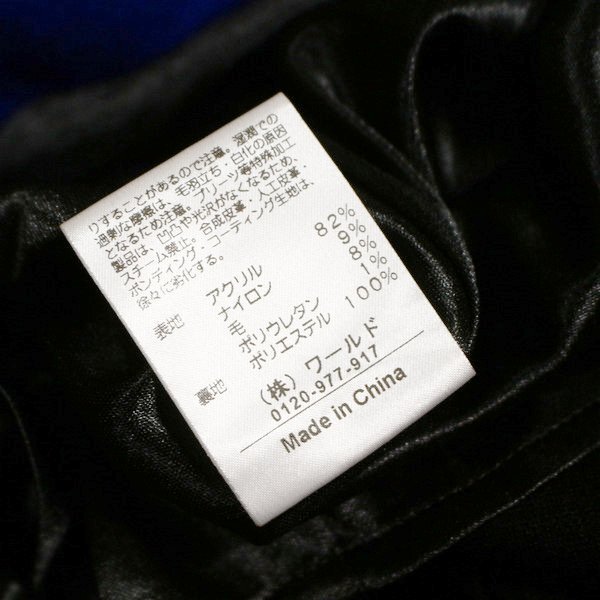 りすることがあるので注意。湿潤での
過剰な摩擦は、毛羽立ち・白化の原因
となるため注意。プリーツ等特殊加工
製品は、凹凸や光沢がなくなるため、
スチーム禁止。合成皮革・人工皮革・
ボンディング・コーティング生地は、
徐々に劣化する。
表地 アクリル 82%
ナイロン 9%
毛 8%
ポリウレタン 1%
裏地 ポリエステル 100%
(株)ワールド
0120-977-917
Made in China